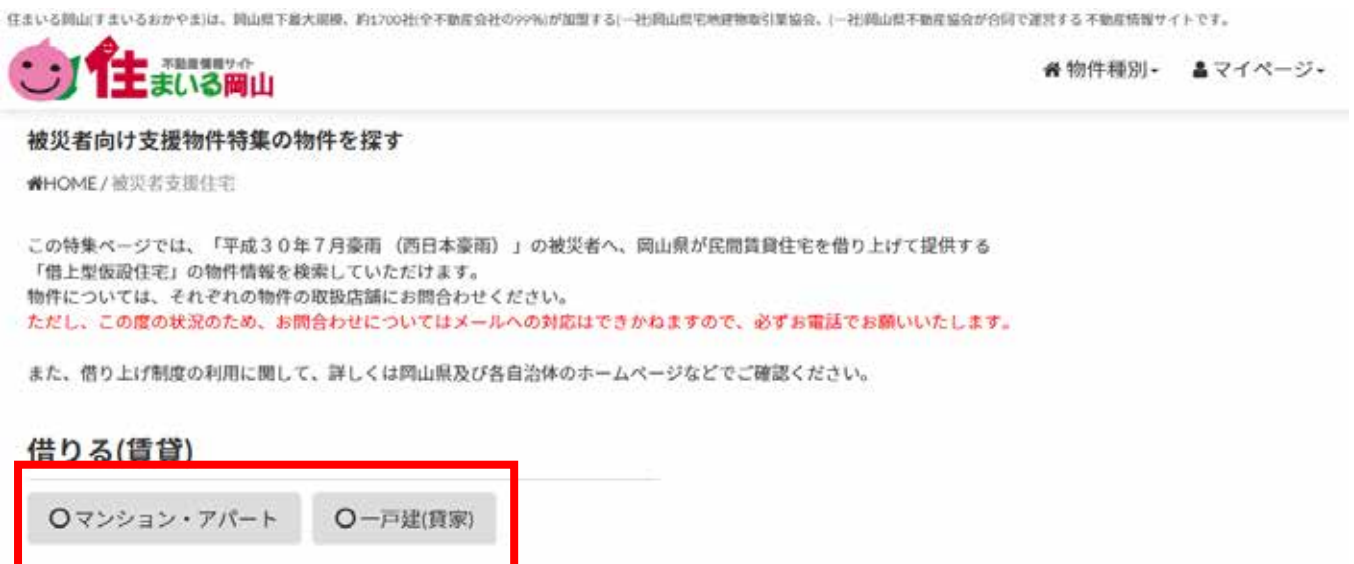 住まいる岡山(すまいるおかやま)は、岡山県下最大規模、約1700社(全不動産会社の99%)が加盟する(一社)岡山県宅地建物取引業協会、(一社)岡山県不動産協会が合同で運営する 不動産情報サイトです。
不動産情報サイト
住まいる岡山
物件種別
マイページ
被災者向け支援物件特集の物件を探す
HOME / 被災者支援住宅
この特集ページでは、「平成３０年７月豪雨（西日本豪雨）」の被災者へ、岡山県が民間賃貸住宅を借り上げて提供する
「借上型仮設住宅」の物件情報を検索していただけます。
物件については、それぞれの物件の取扱店舗にお問合わせください。
ただし、この度の状況のため、お問合わせについてはメールへの対応はできかねますので、必ずお電話でお願いいたします。
また、借り上げ制度の利用に関して、詳しくは岡山県及び各自治体のホームページなどでご確認ください。
借りる(賃貸)
マンション・アパート
一戸建(貸家)